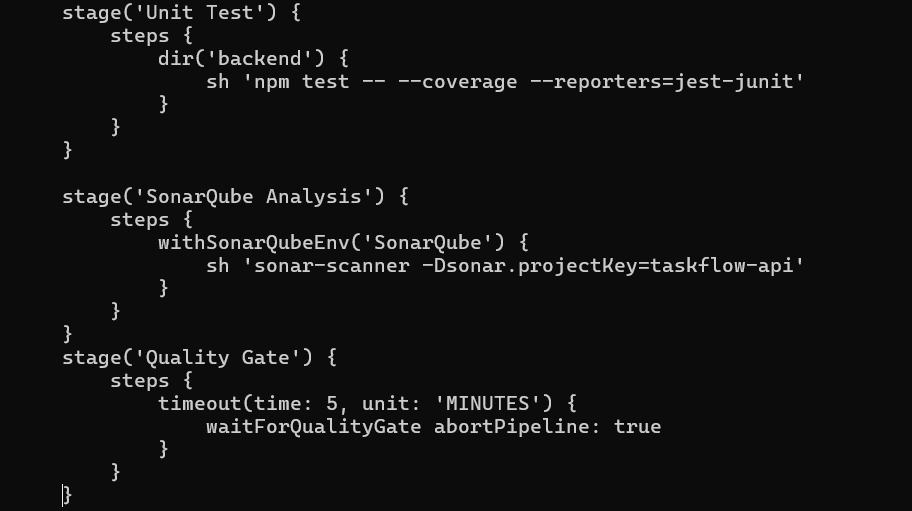 stage('Unit Test') {
    steps {
        dir('backend') {
            sh 'npm test -- --coverage --reporters=jest-junit'
        }
    }
}

stage('SonarQube Analysis') {
    steps {
        withSonarQubeEnv('SonarQube') {
            sh 'sonar-scanner -Dsonar.projectKey=taskflow-api'
        }
    }
}
stage('Quality Gate') {
    steps {
        timeout(time: 5, unit: 'MINUTES') {
            waitForQualityGate abortPipeline: true
        }
    }
}